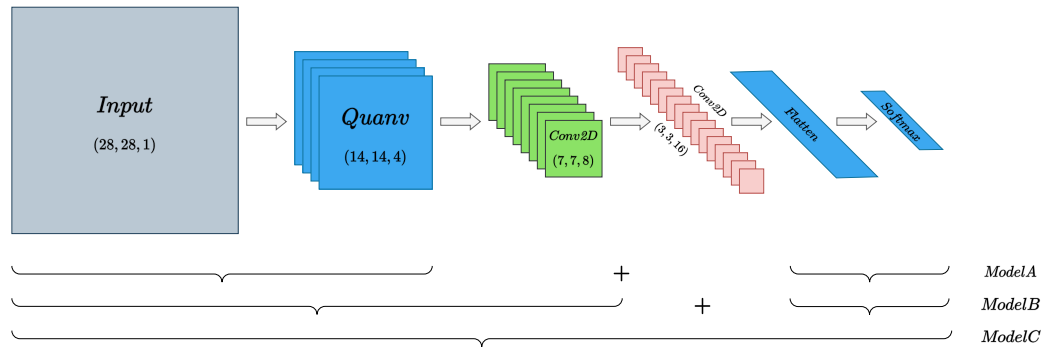 Input
(28, 28, 1)
Quanv
(14, 14, 4)
Conv2D
(7, 7, 8)
Conv2D
(3, 3, 16)
Flatten
Softmax
+
ModelA
+
ModelB
ModelC